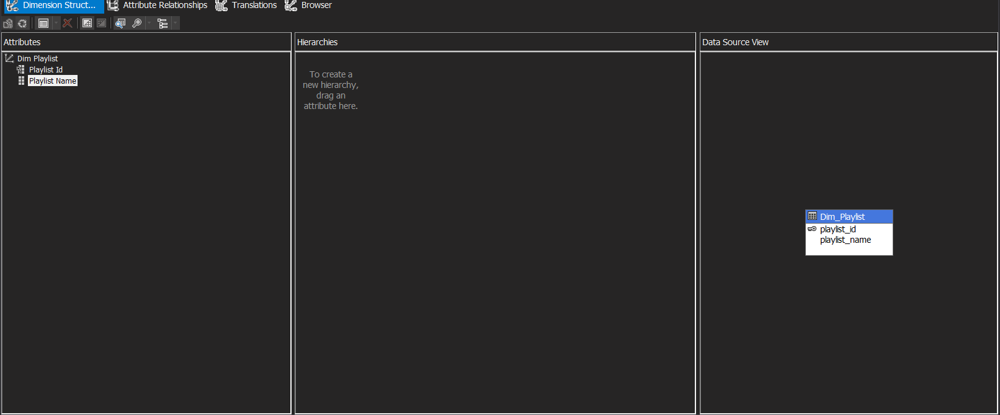 Dimension Struct...
Attribute Relationships
Translations
Browser
Attributes
Dim Playlist
Playlist Id
Playlist Name
Hierarchies
To create a
new hierarchy,
drag an
attribute here.
Data Source View
Dim_Playlist
playlist_id
playlist_name